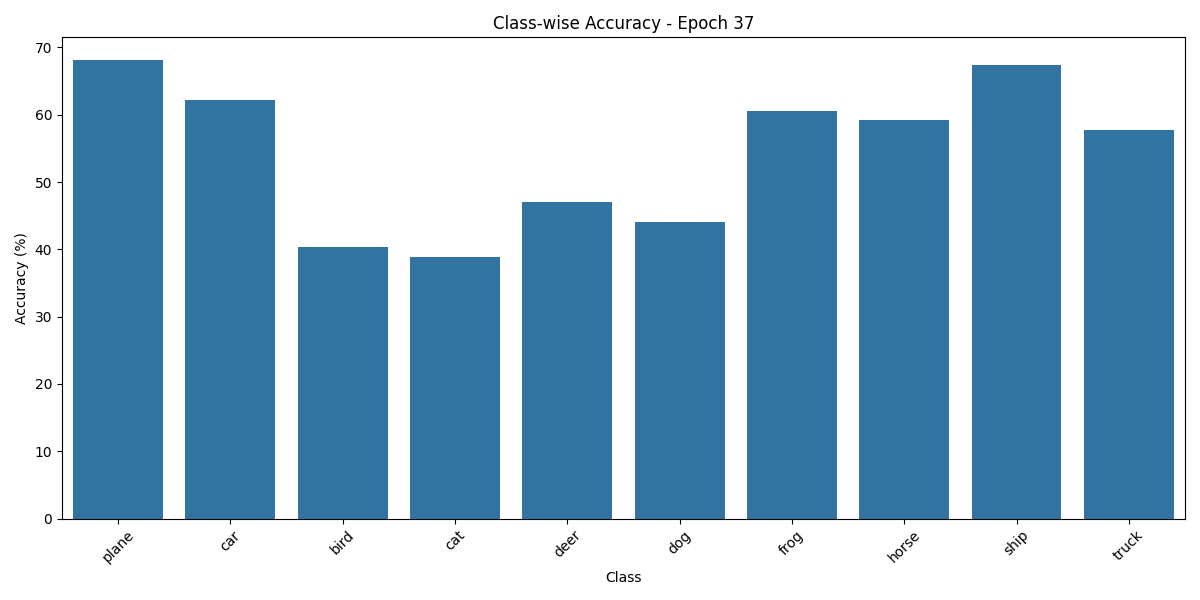 Class-wise Accuracy - Epoch 37
Accuracy (%)
70
60
50
40
30
20
10
0
plane
car
bird
cat
deer
dog
frog
horse
ship
truck
Class